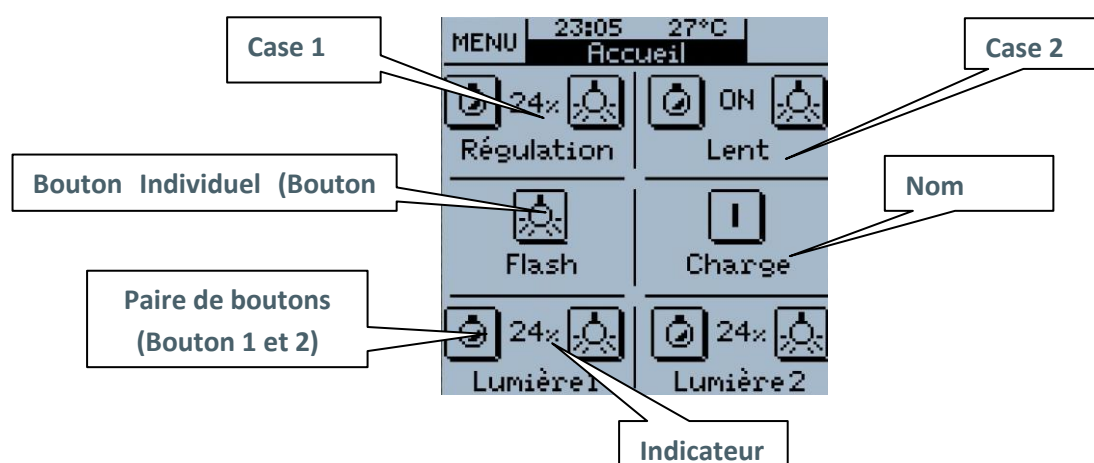 Case 1
23:05 27°C
MENU
Accueil
Case 2
24%
ON
Régulation
Lent
Bouton Individuel (Bouton
Nom
Flash
Charge
Paire de boutons
(Bouton 1 et 2)
24%
24%
Lumière1
Lumière2
Indicateur